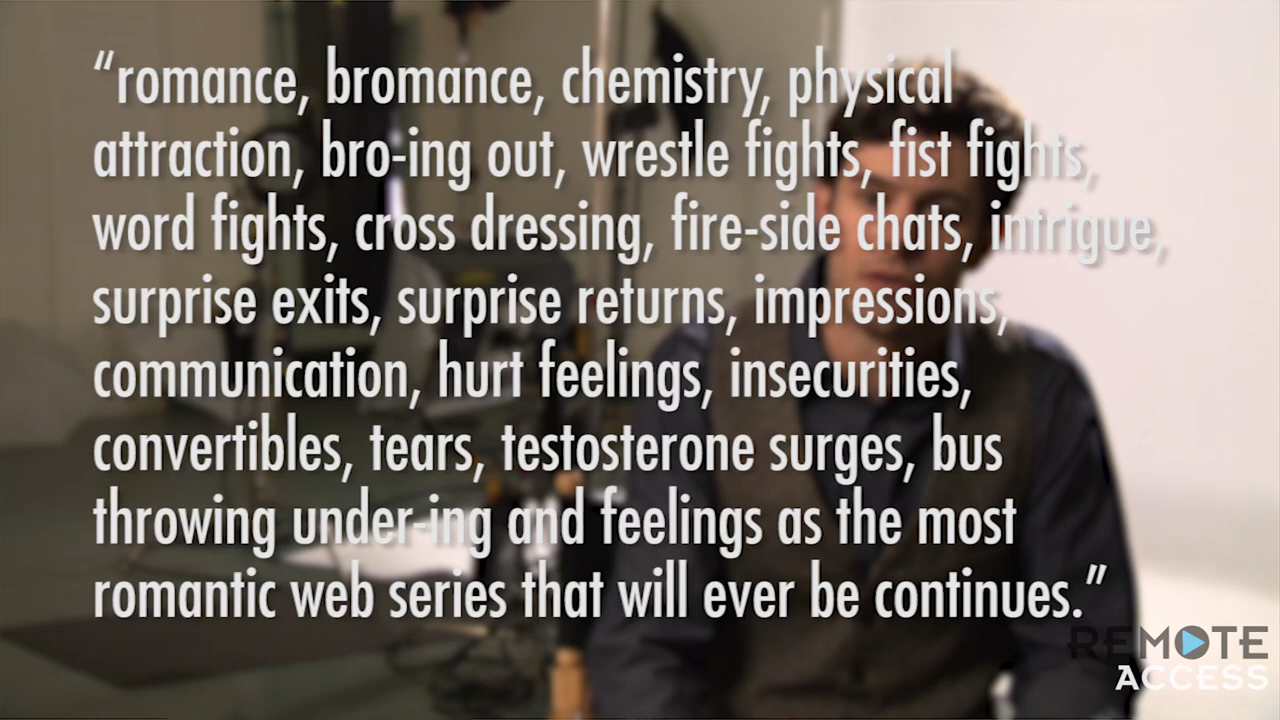 “romance, bromance, chemistry, physical
attraction, bro-ing out, wrestle fights, fist fights,
word fights, cross dressing, fire-side chats, intrigue,
surprise exits, surprise returns, impressions,
communication, hurt feelings, insecurities,
convertibles, tears, testosterone surges, bus
throwing under-ing and feelings as the most
romantic web series that will ever be continues.”
REMOTE
ACCESS